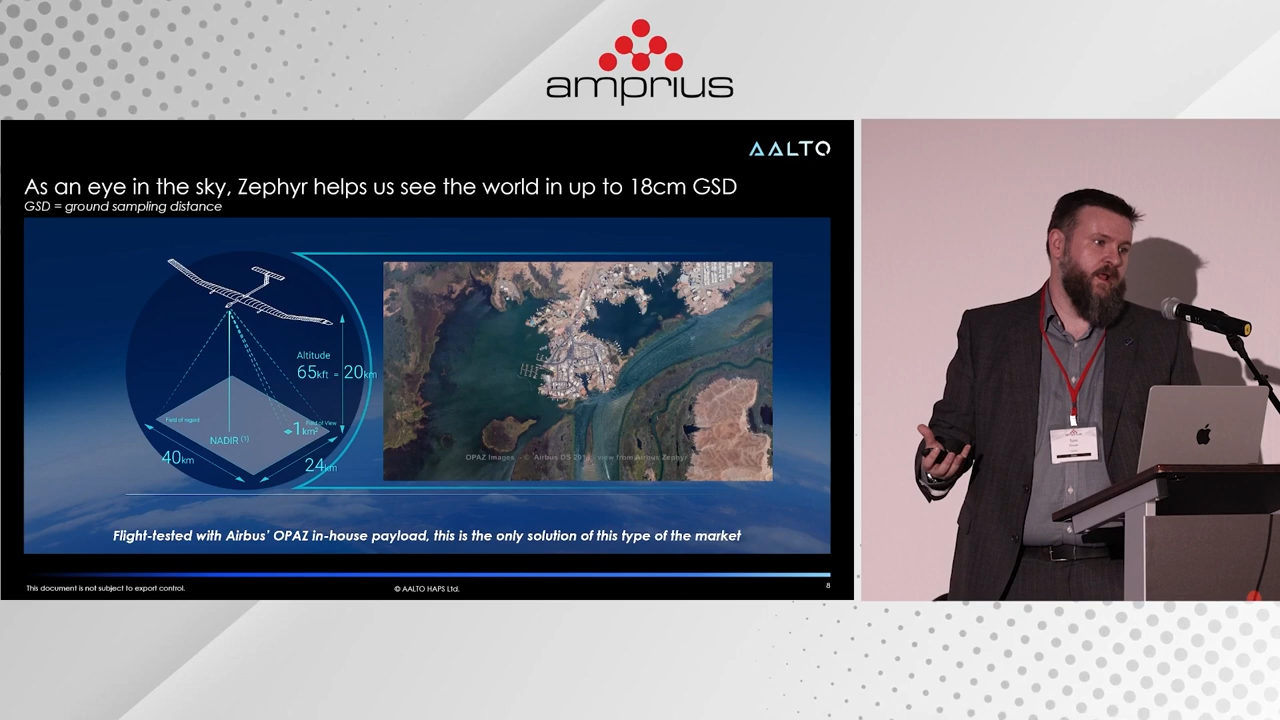 amprius
AALTO
As an eye in the sky, Zephyr helps us see the world in up to 18cm GSD
GSD = ground sampling distance
Altitude
65kft = 20km
Field of regard
Field of View
1km²
NADIR (1)
40km
24km
OPAZ Images - © Airbus DS view from Airbus Zephyr
Flight-tested with Airbus' OPAZ in-house payload, this is the only solution of this type of the market
This document is not subject to export control.
© AALTO HAPS Ltd.
8